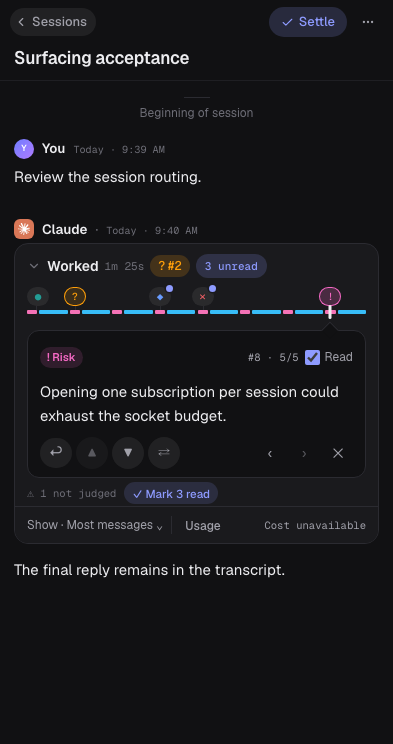 Sessions
Settle
Surfacing acceptance
Beginning of session
Y You Today · 9:39 AM
Review the session routing.
Claude · Today · 9:40 AM
Worked 1m 25s ? #2 3 unread
?
!
! Risk #8 · 5/5 Read
Opening one subscription per session could
exhaust the socket budget.
⚠ 1 not judged ✓ Mark 3 read
Show · Most messages Usage Cost unavailable
The final reply remains in the transcript.